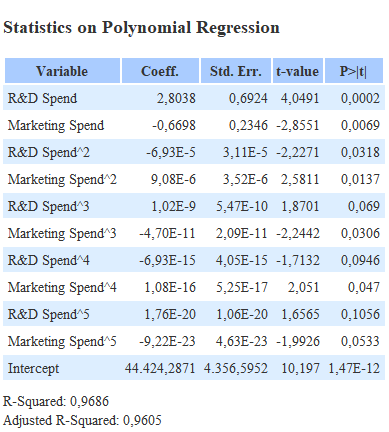 Statistics on Polynomial Regression
Variable Coeff. Std. Err. t-value P>|t|
R&D Spend 2,8038 0,6924 4,0491 0,0002
Marketing Spend -0,6698 0,2346 -2,8551 0,0069
R&D Spend^2 -6,93E-5 3,11E-5 -2,2271 0,0318
Marketing Spend^2 9,08E-6 3,52E-6 2,5811 0,0137
R&D Spend^3 1,02E-9 5,47E-10 1,8701 0,069
Marketing Spend^3 -4,70E-11 2,09E-11 -2,2442 0,0306
R&D Spend^4 -6,93E-15 4,05E-15 -1,7132 0,0946
Marketing Spend^4 1,08E-16 5,25E-17 2,051 0,047
R&D Spend^5 1,76E-20 1,06E-20 1,6565 0,1056
Marketing Spend^5 -9,22E-23 4,63E-23 -1,9926 0,0533
Intercept 44.424,2871 4.356,5952 10,197 1,47E-12
R-Squared: 0,9686
Adjusted R-Squared: 0,9605